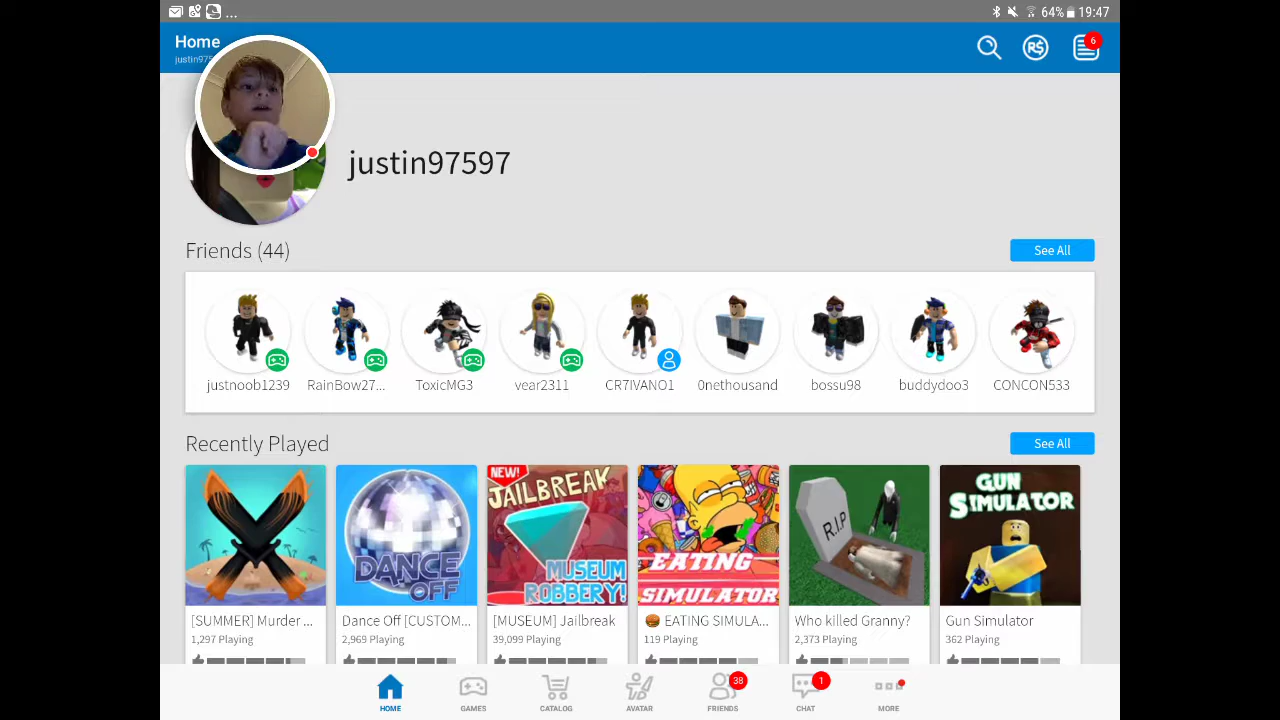 ... 64% 19:47
Home
justin975
R$ 6
justin97597
Friends (44) See All
justnoob1239 RainBow27... ToxicMG3 vear2311 CR7IVANO1 0nethousand bossu98 buddydoo3 CONCON533
Recently Played See All
NEW! JAILBREAK MUSEUM ROBBERY!
DANCE OFF
EATING SIMULATOR
R.I.P
GUN SIMULATOR
[SUMMER] Murder ... Dance Off [CUSTOM... [MUSEUM] Jailbreak 🍔 EATING SIMULA... Who killed Granny? Gun Simulator
1,297 Playing 2,969 Playing 39,099 Playing 119 Playing 2,373 Playing 362 Playing
38 1
HOME GAMES CATALOG AVATAR FRIENDS CHAT MORE